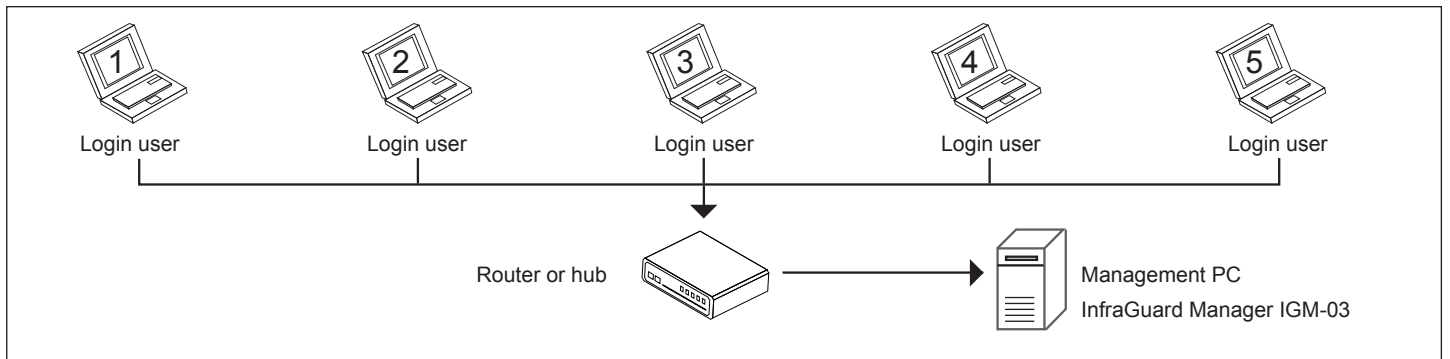 1
2
3
4
5
Login user
Login user
Login user
Login user
Login user
Router or hub
Management PC
InfraGuard Manager IGM-03